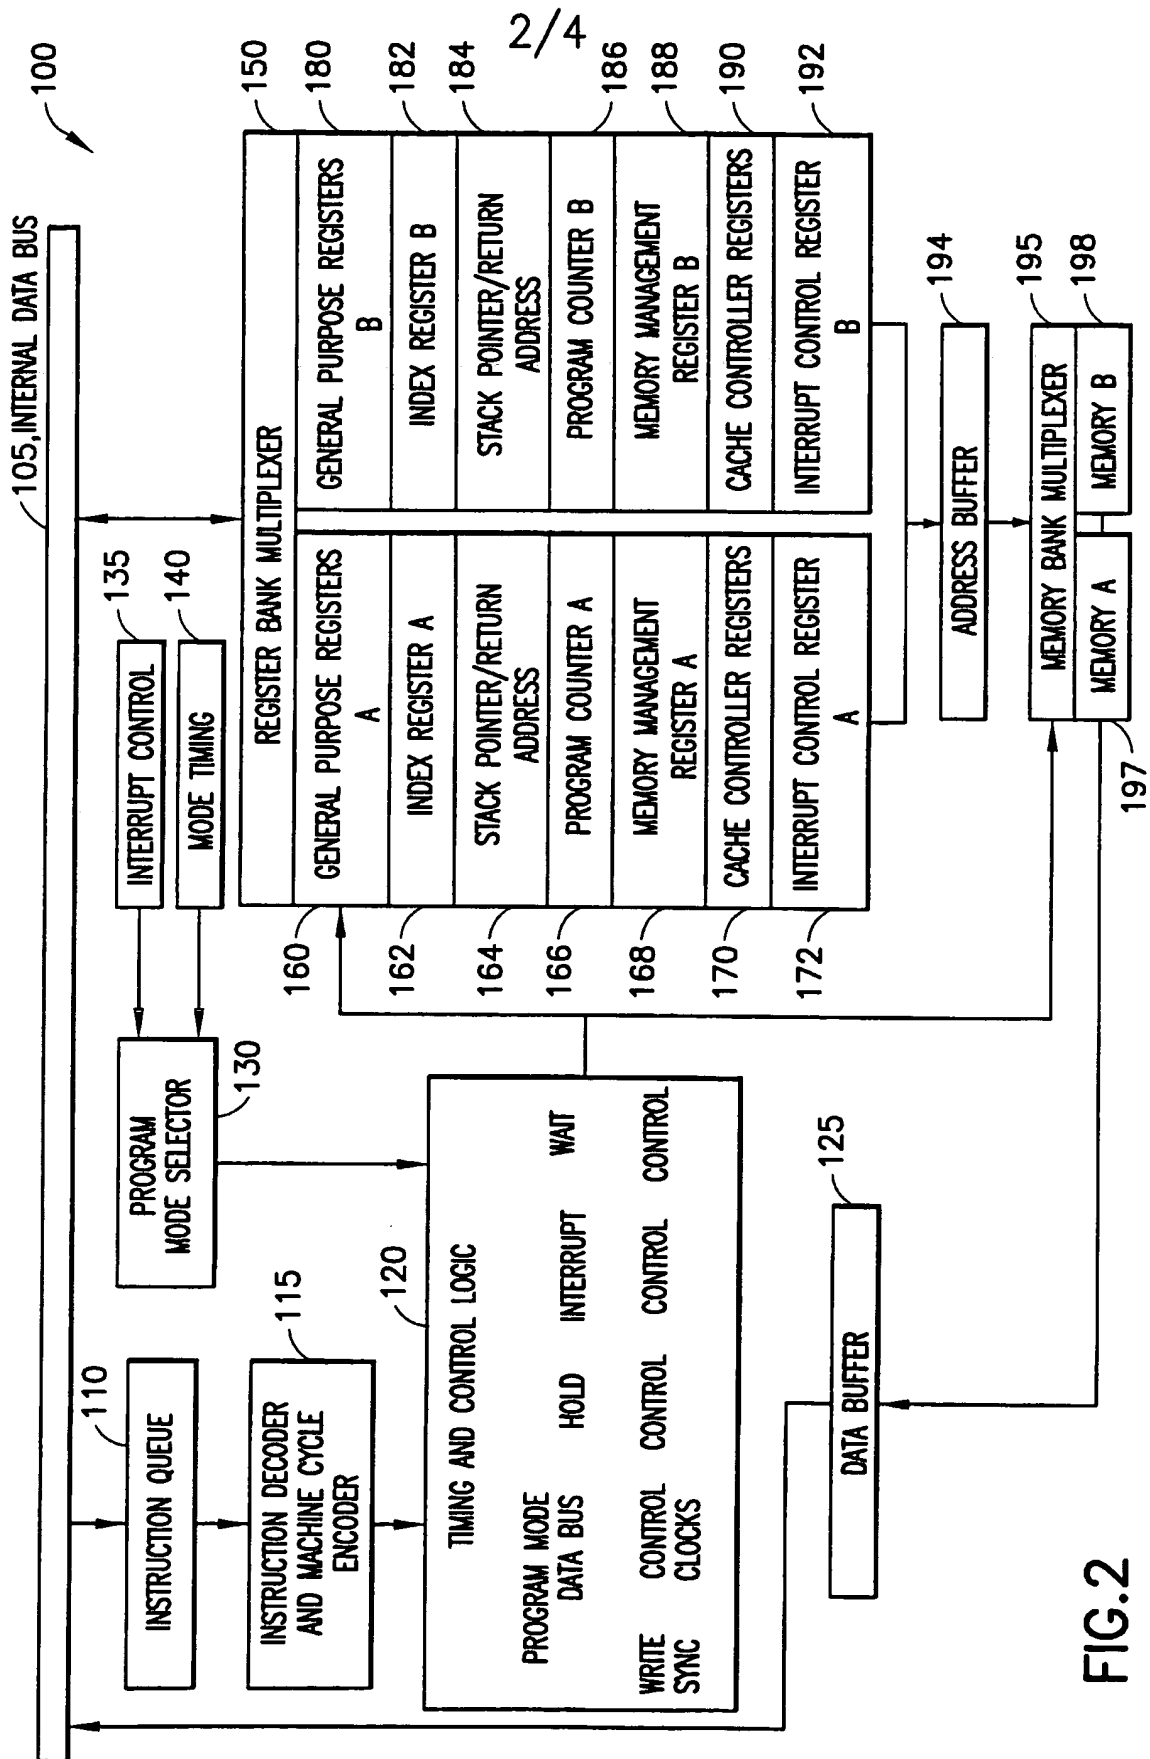 2/4
100
105,INTERNAL DATA BUS
110
INSTRUCTION QUEUE
115
INSTRUCTION DECODER
AND MACHINE CYCLE
ENCODER
PROGRAM
MODE SELECTOR
130
INTERRUPT CONTROL
135
MODE TIMING
140
120
TIMING AND CONTROL LOGIC
PROGRAM MODE
DATA BUS
HOLD
INTERRUPT
WAIT
WRITE
SYNC
CONTROL
CLOCKS
CONTROL
CONTROL
CONTROL
125
DATA BUFFER
150
REGISTER BANK MULTIPLEXER
160
GENERAL PURPOSE REGISTERS
A
162
INDEX REGISTER A
164
STACK POINTER/RETURN
ADDRESS
166
PROGRAM COUNTER A
168
MEMORY MANAGEMENT
REGISTER A
170
CACHE CONTROLLER REGISTERS
172
INTERRUPT CONTROL REGISTER
A
180
GENERAL PURPOSE REGISTERS
B
182
INDEX REGISTER B
184
STACK POINTER/RETURN
ADDRESS
186
PROGRAM COUNTER B
188
MEMORY MANAGEMENT
REGISTER B
190
CACHE CONTROLLER REGISTERS
192
INTERRUPT CONTROL REGISTER
B
194
ADDRESS BUFFER
195
MEMORY BANK MULTIPLEXER
197
MEMORY A
198
MEMORY B
FIG.2